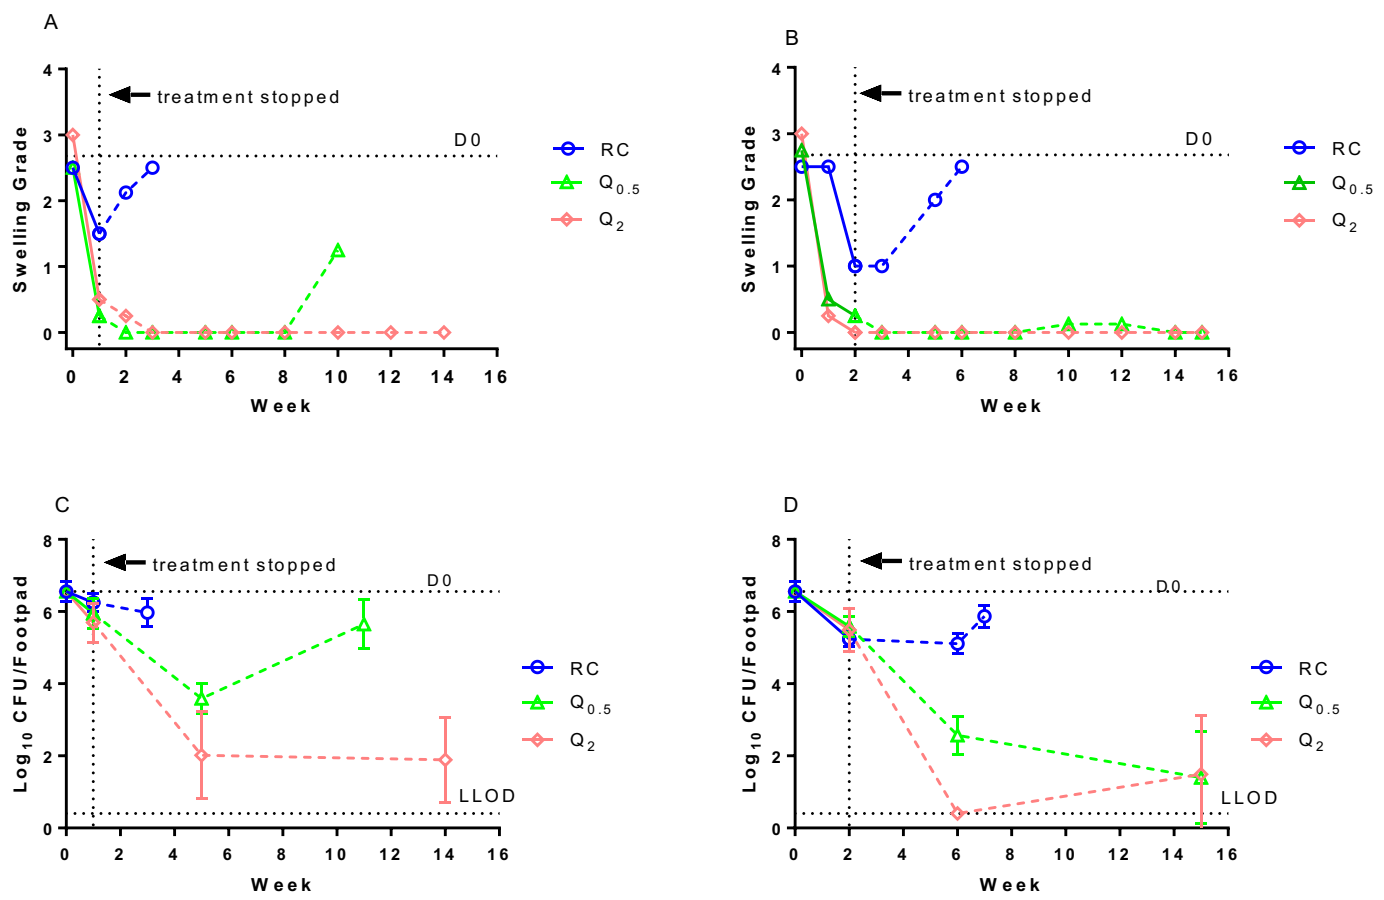 A
4
3
2
1
0
Swelling Grade
treatment stopped
D0
0 2 4 6 8 10 12 14 16
Week
RC
Q0.5
Q2
B
4
3
2
1
0
Swelling Grade
treatment stopped
D0
0 2 4 6 8 10 12 14 16
Week
RC
Q0.5
Q2
C
8
6
4
2
0
Log10 CFU/Footpad
treatment stopped
D0
LLOD
0 2 4 6 8 10 12 14 16
Week
RC
Q0.5
Q2
D
8
6
4
2
0
Log10 CFU/Footpad
treatment stopped
D0
LLOD
0 2 4 6 8 10 12 14 16
Week
RC
Q0.5
Q2